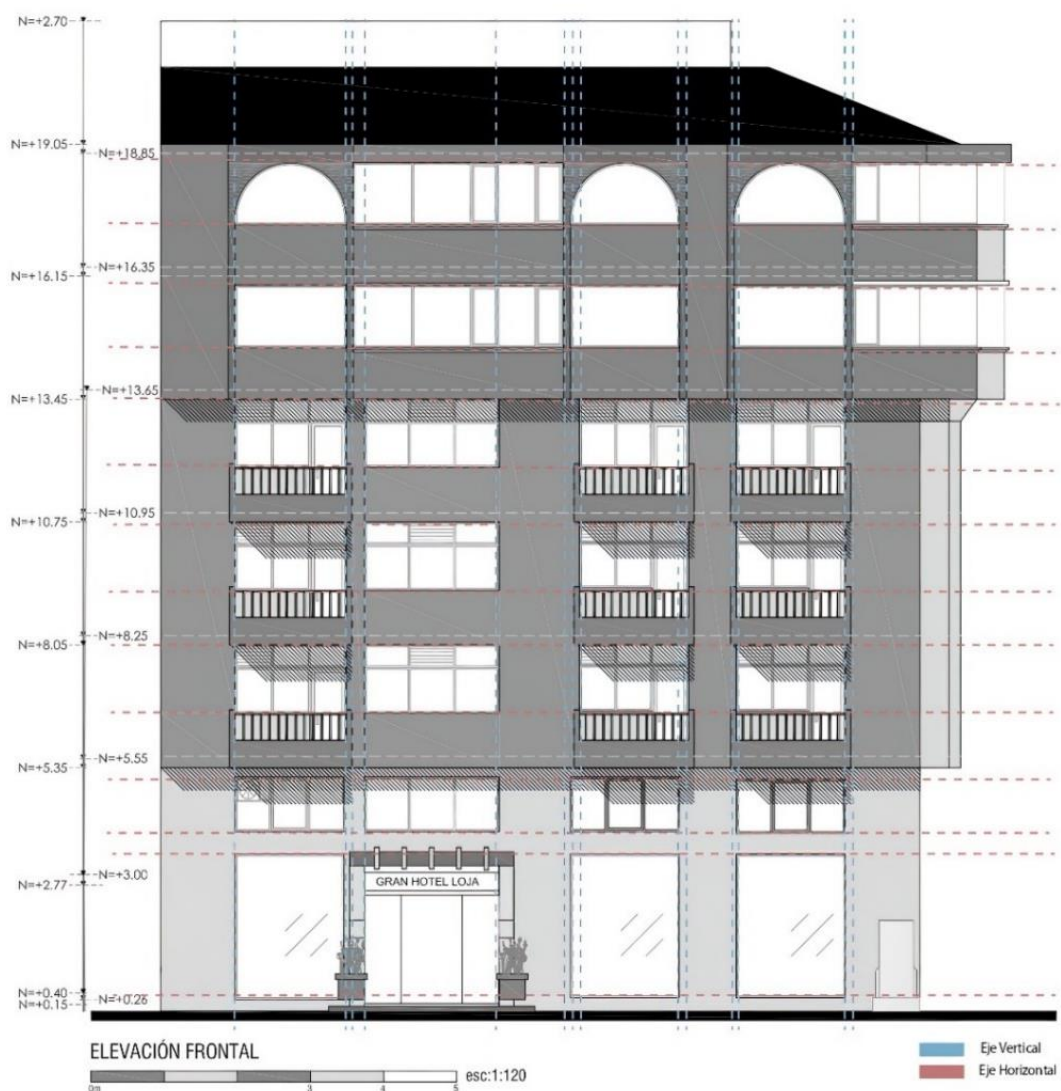 N=+2.70
N=+19.05
N=+18.85
N=+16.35
N=+16.15
N=+13.65
N=+13.45
N=+10.95
N=+10.75
N=+8.25
N=+8.05
N=+5.55
N=+5.35
N=+3.00
N=+2.77
GRAN HOTEL LOJA
N=+0.40
N=+0.25
N=+0.15
ELEVACIÓN FRONTAL
esc:1:120
0m 3 4 5
Eje Vertical
Eje Horizontal